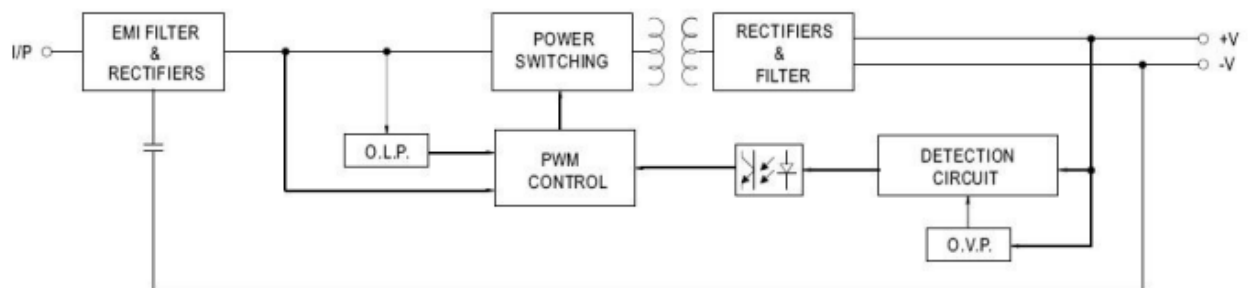 I/P
EMI FILTER
&
RECTIFIERS
POWER
SWITCHING
RECTIFIERS
&
FILTER
+V
-V
O.L.P.
PWM
CONTROL
DETECTION
CIRCUIT
O.V.P.